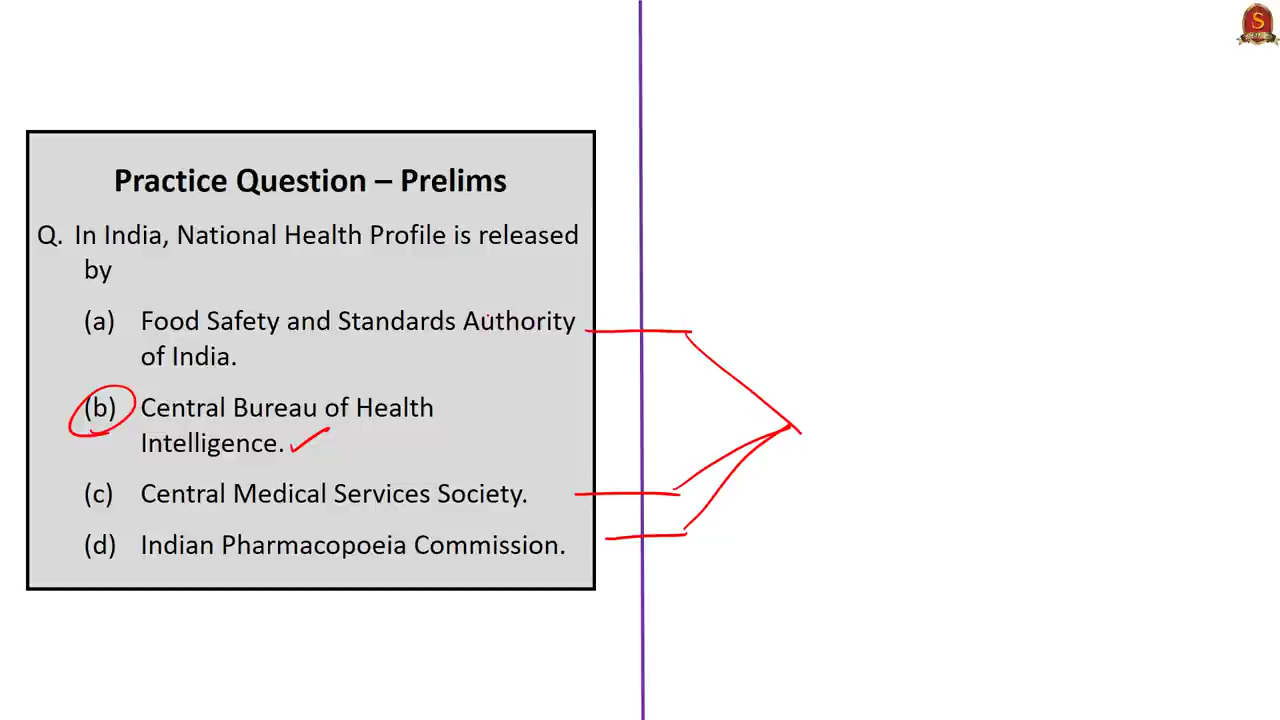 Practice Question – Prelims
Q. In India, National Health Profile is released
by
(a) Food Safety and Standards Authority
of India.
(b) Central Bureau of Health
Intelligence.
(c) Central Medical Services Society.
(d) Indian Pharmacopoeia Commission.
S